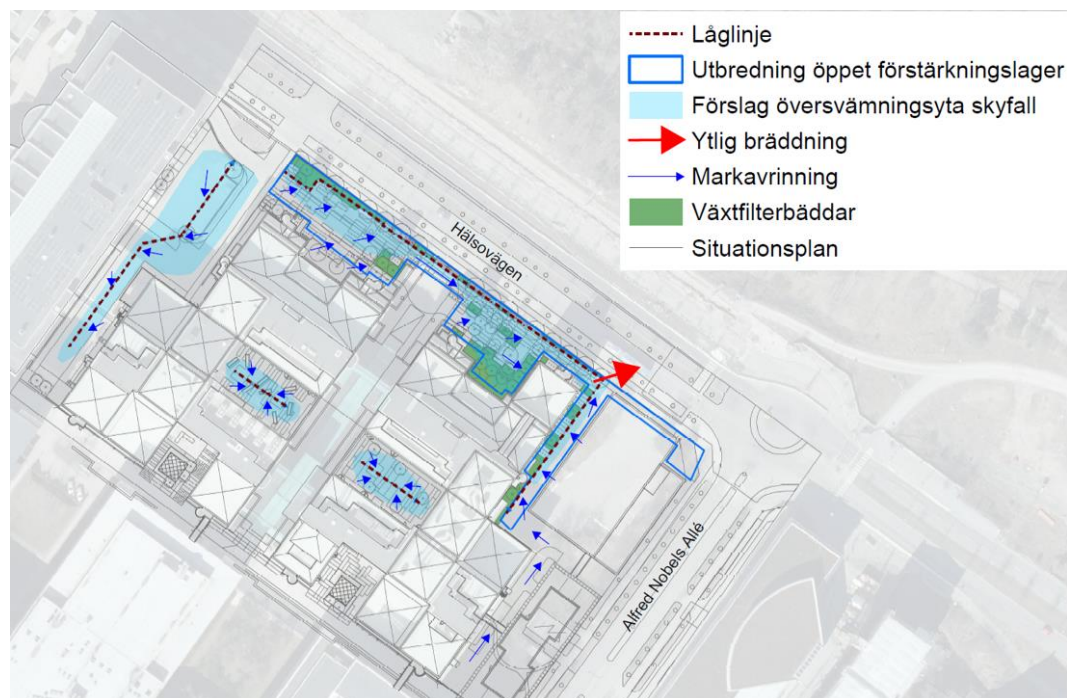 Låglinje
Utbredning öppet förstärkningslager
Förslag översvämningsyta skyfall
Ytlig bräddning
Markavrinning
Växtfilterbäddar
Situationsplan
Hälsovägen
Alfred Nobels Allé